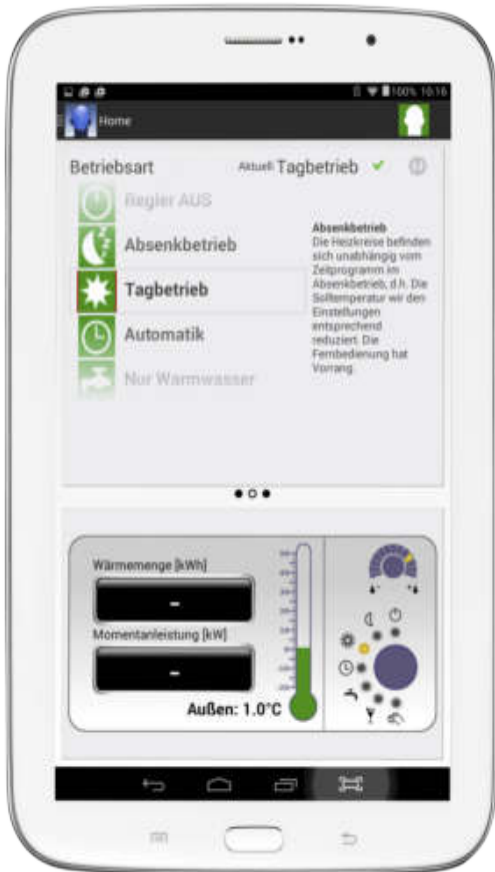 100% 10:16
Home
Betriebsart
Aktuell Tagbetrieb
Regler AUS
Absenkbetrieb
Tagbetrieb
Automatik
Nur Warmwasser
Absenkbetrieb
Die Heizkreise befinden
sich unabhängig vom
Zeitprogramm im
Absenkbetrieb, d.h. Die
Solltemperatur wir den
Einstellungen
entsprechend
reduziert. Die
Fernbedienung hat
Vorrang.
Wärmemenge [kWh]
-
Momentanleistung [kW]
-
Außen: 1.0°C